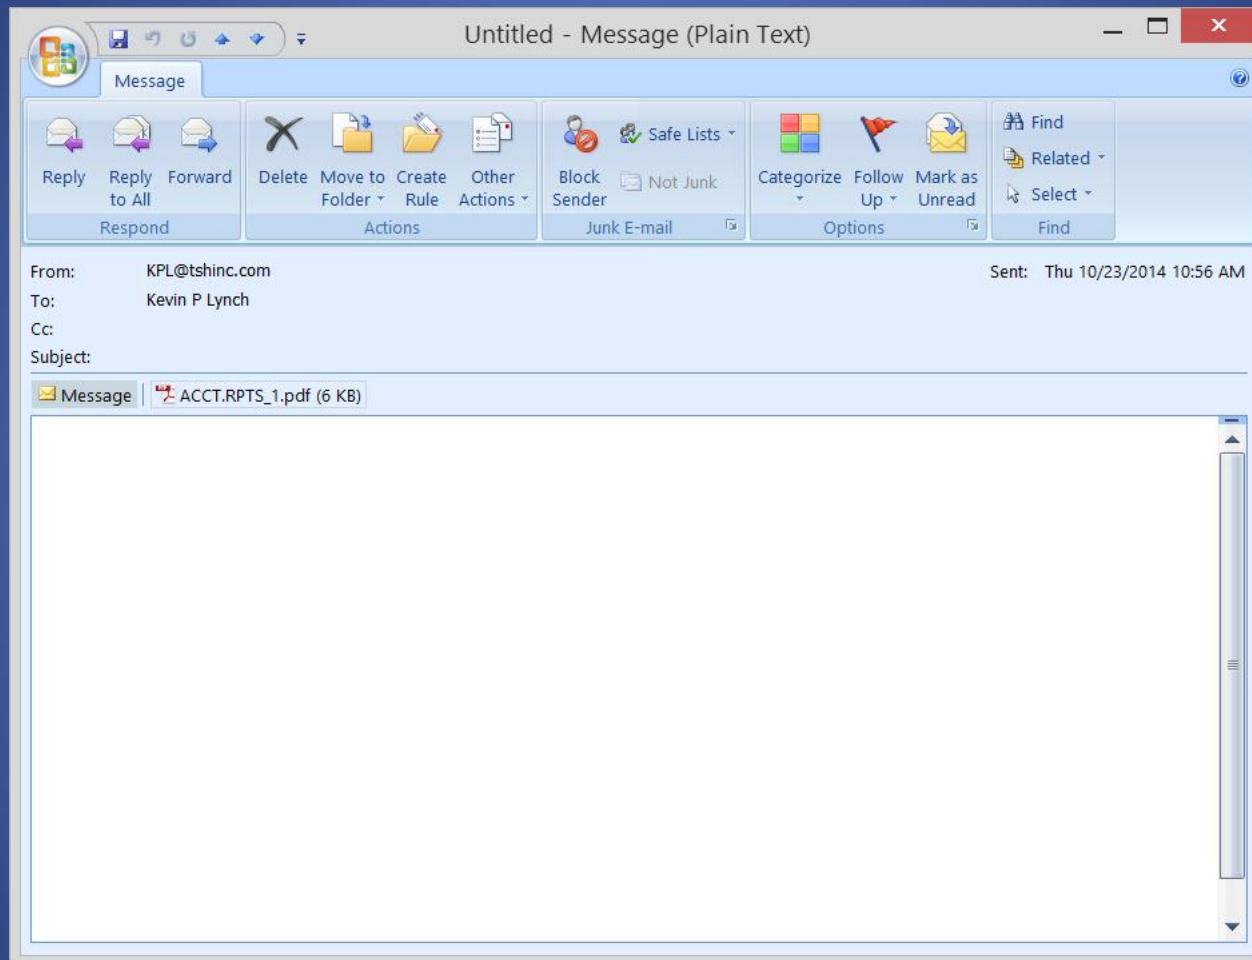 Untitled - Message (Plain Text)
Message
Reply
Reply to All
Forward
Delete
Move to Folder
Create Rule
Other Actions
Block Sender
Safe Lists
Not Junk
Categorize
Follow Up
Mark as Unread
Find
Related
Select
Respond
Actions
Junk E-mail
Options
Find
From: KPL@tshinc.com
Sent: Thu 10/23/2014 10:56 AM
To: Kevin P Lynch
Cc:
Subject:
Message
ACCT.RPTS_1.pdf (6 KB)